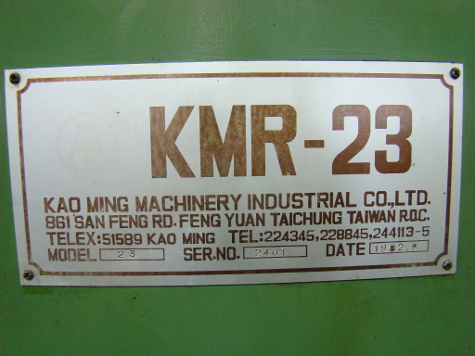 KMR-23
KAO MING MACHINERY INDUSTRIAL CO.,LTD.
861 SAN FENG RD. FENG YUAN TAICHUNG TAIWAN R.O.C.
TELEX:51589 KAO MING TEL:224345,228845,244113-5
MODEL 23 SER.NO. 2401 DATE